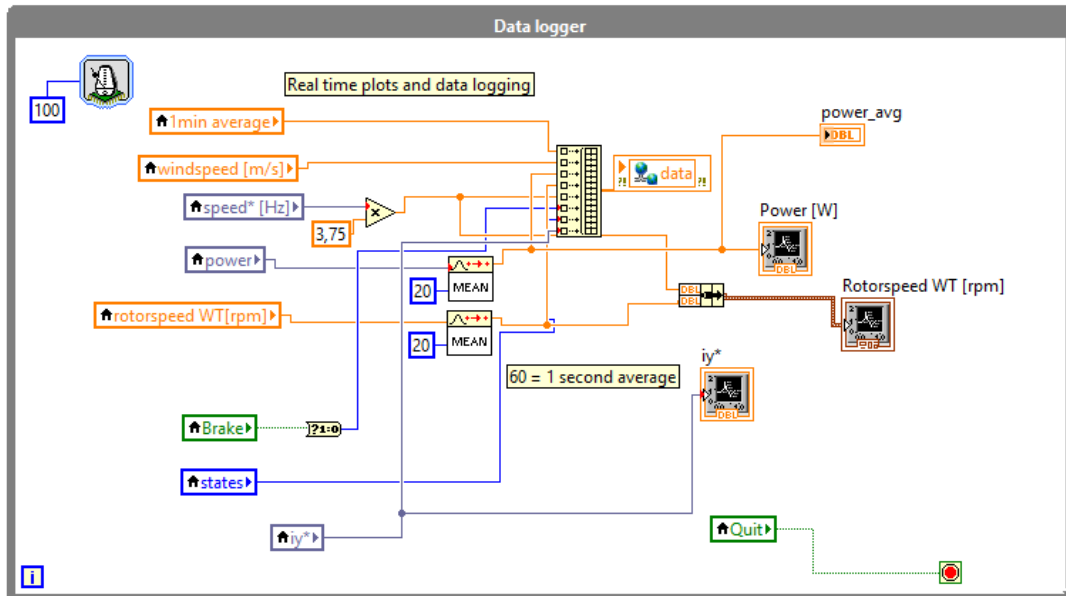 Data logger
100
Real time plots and data logging
1min average
power_avg
DBL
windspeed [m/s]
?!
data
?!
speed* [Hz]
3,75
Power [W]
DBL
power
20
MEAN
DBL
DBL
Rotorspeed WT [rpm]
rotorspeed WT[rpm]
20
MEAN
60 = 1 second average
iy*
DBL
Brake
?1:0
states
iy*
Quit
i